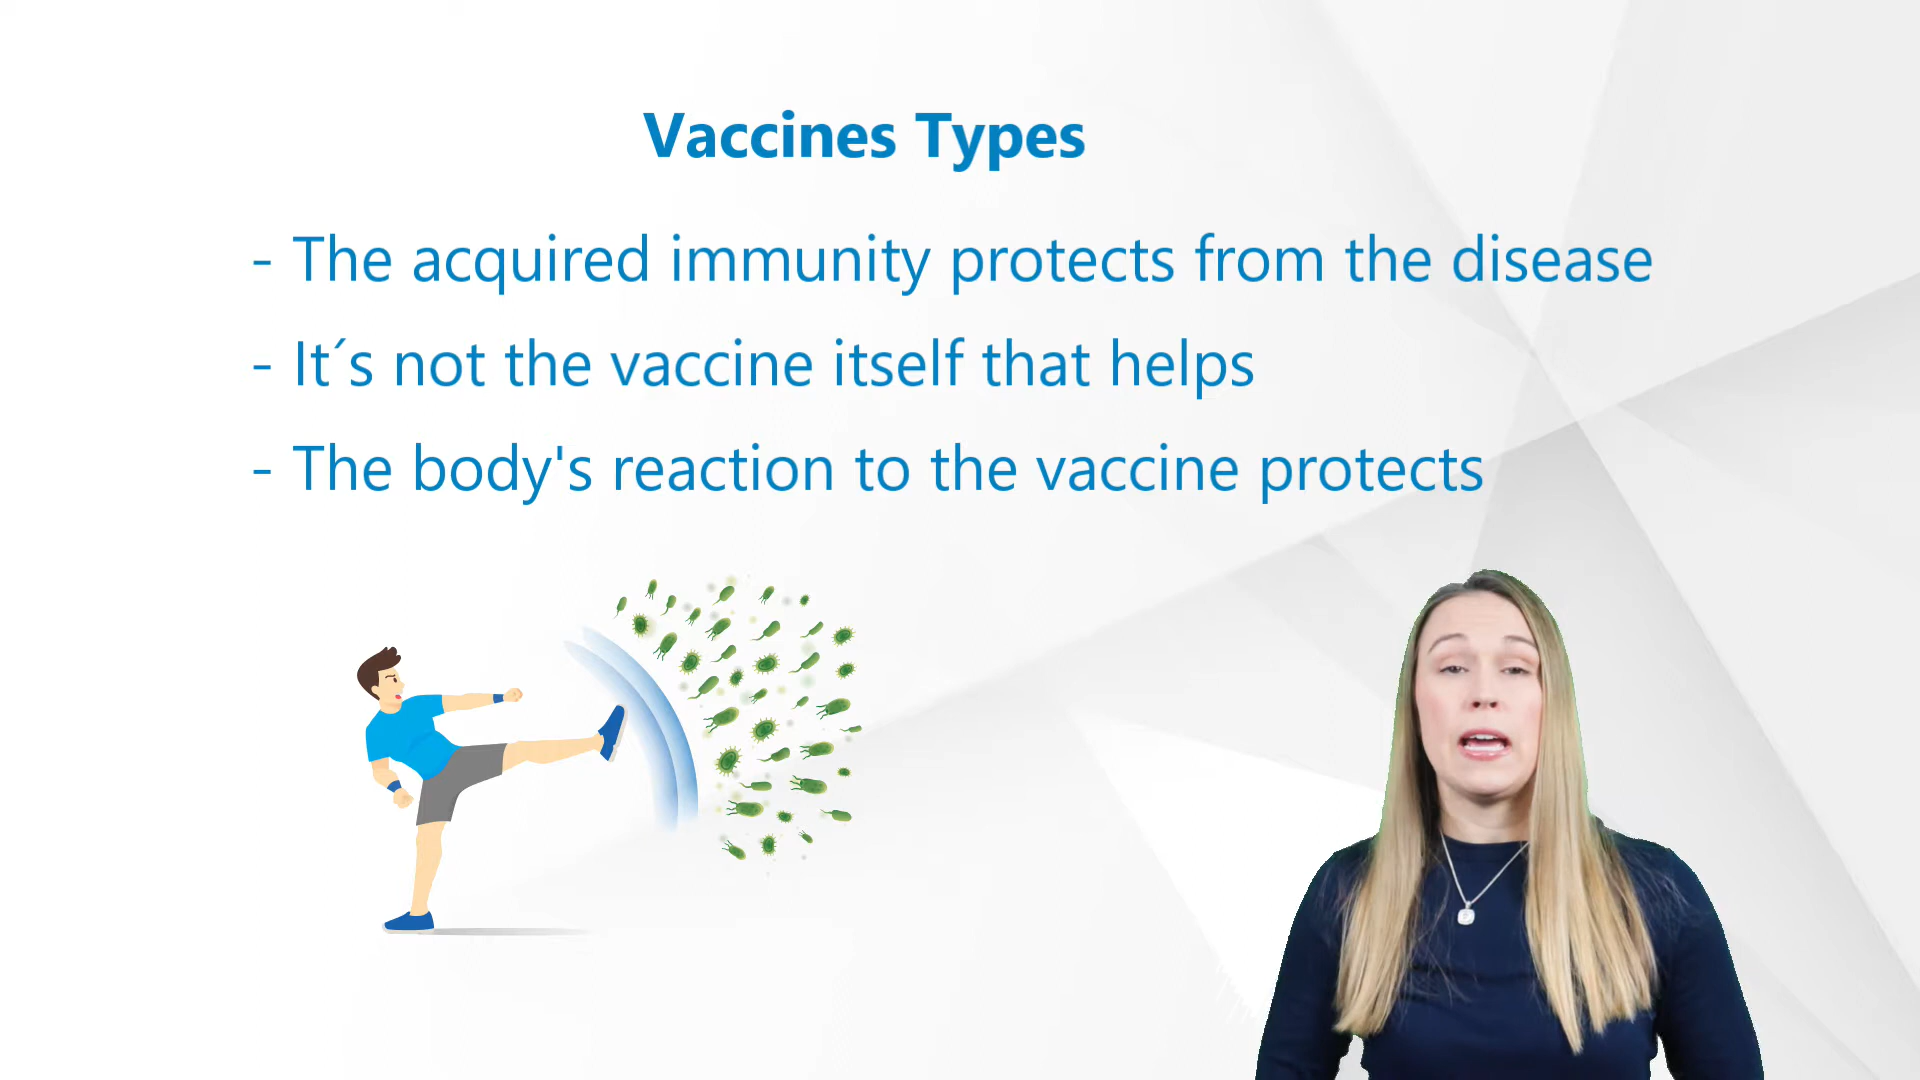 Vaccines Types
- The acquired immunity protects from the disease
- It´s not the vaccine itself that helps
- The body's reaction to the vaccine protects